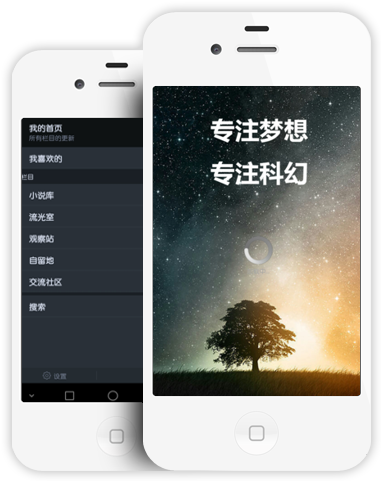 我的首页
所有栏目的更新
我喜欢的
栏目
小说库
流光室
观察站
自留地
交流社区
搜索
设置
专注梦想
专注科幻